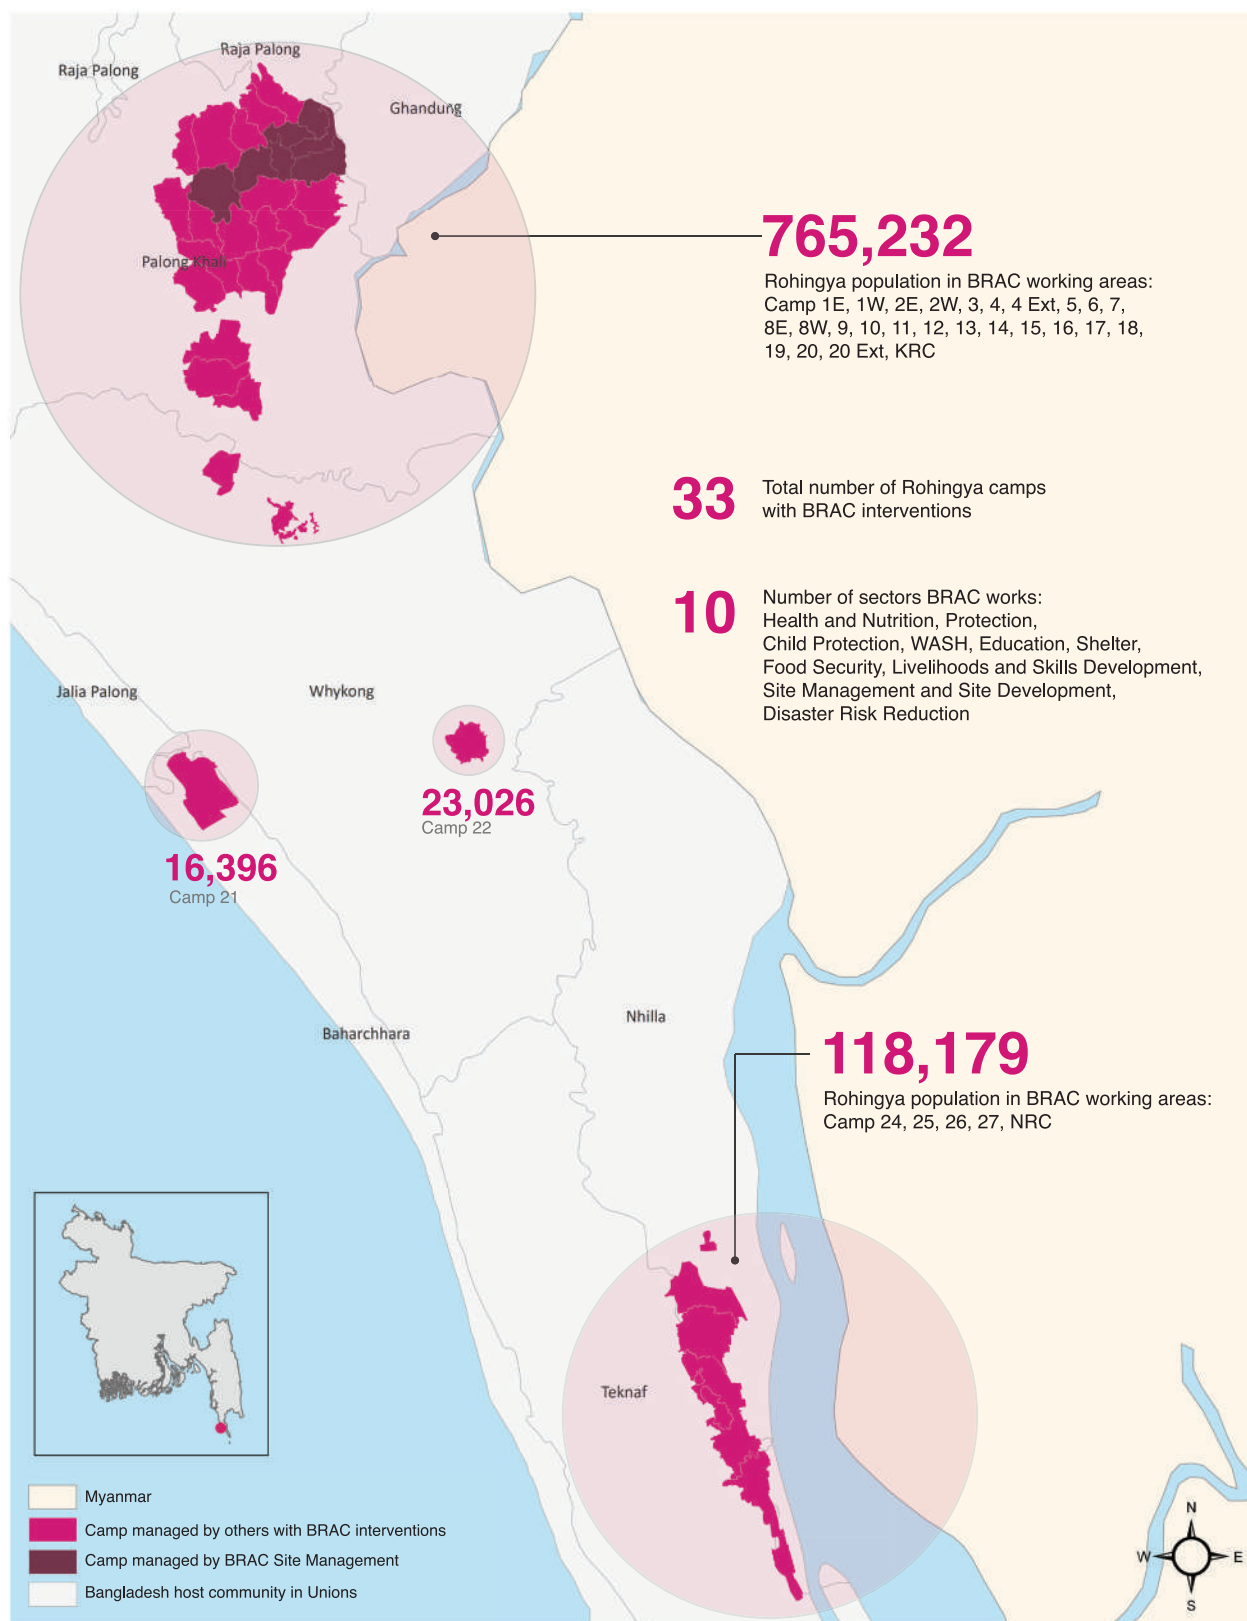 Raja Palong
Raja Palong
Ghandung
Palong Khali
765,232
Rohingya population in BRAC working areas:
Camp 1E, 1W, 2E, 2W, 3, 4, 4 Ext, 5, 6, 7,
8E, 8W, 9, 10, 11, 12, 13, 14, 15, 16, 17, 18,
19, 20, 20 Ext, KRC
33
Total number of Rohingya camps
with BRAC interventions
10
Number of sectors BRAC works:
Health and Nutrition, Protection,
Child Protection, WASH, Education, Shelter,
Food Security, Livelihoods and Skills Development,
Site Management and Site Development,
Disaster Risk Reduction
Jalia Palong
Whykong
23,026
Camp 22
16,396
Camp 21
Nhilla
Baharchhara
118,179
Rohingya population in BRAC working areas:
Camp 24, 25, 26, 27, NRC
Teknaf
Myanmar
Camp managed by others with BRAC interventions
Camp managed by BRAC Site Management
Bangladesh host community in Unions
N
W
E
S